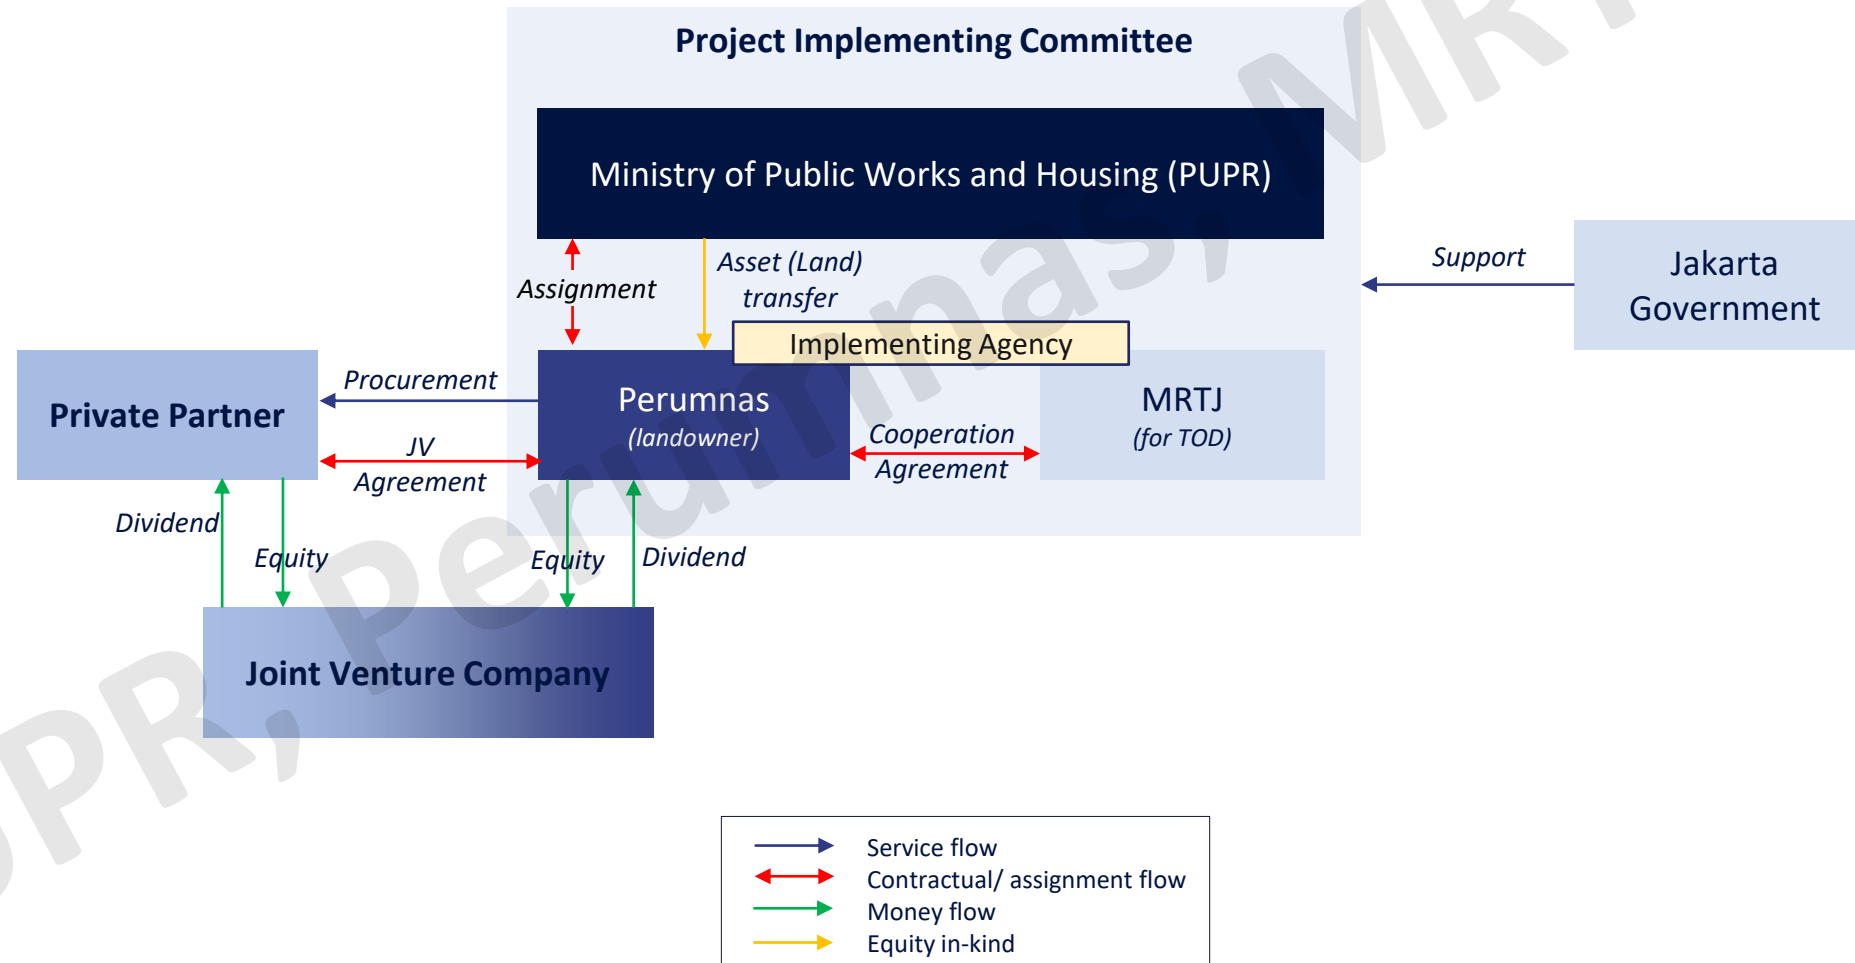 Project Implementing Committee
Ministry of Public Works and Housing (PUPR)
Assignment
Asset (Land)
transfer
Support
Jakarta
Government
Implementing Agency
Private Partner
Procurement
JV
Agreement
Perumnas
(landowner)
Cooperation
Agreement
MRTJ
(for TOD)
Dividend
Equity
Equity
Dividend
Joint Venture Company
Service flow
Contractual/ assignment flow
Money flow
Equity in-kind
PR, Perumnas, MRT